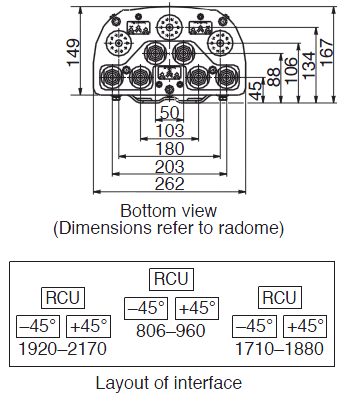 149
45
88
106
134
167
50
103
180
203
262
Bottom view
(Dimensions refer to radome)
RCU
–45° +45°
1920–2170
RCU
–45° +45°
806–960
RCU
–45° +45°
1710–1880
Layout of interface